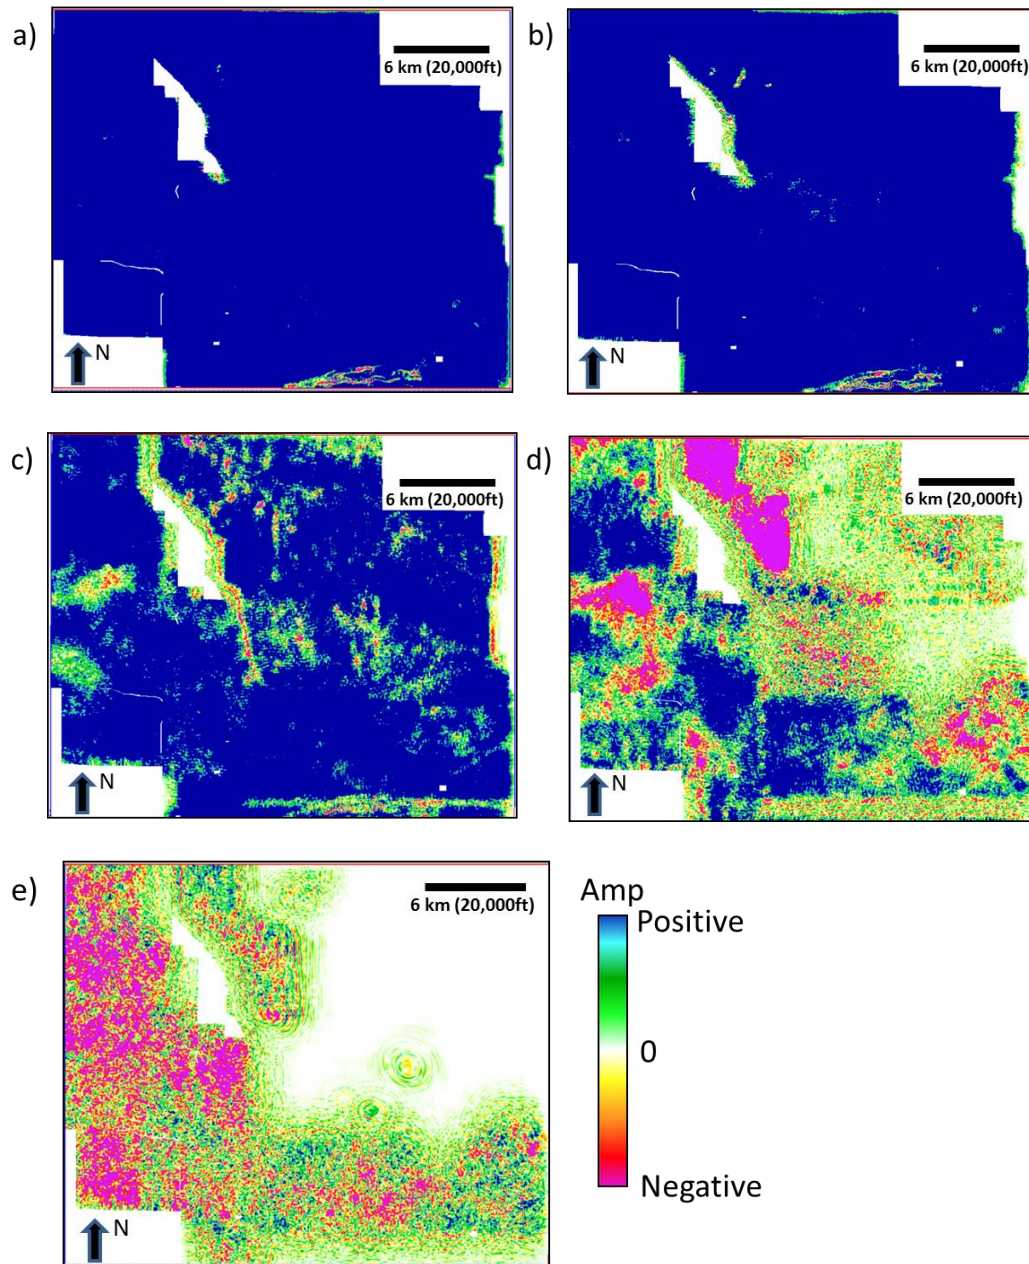 a)
6 km (20,000ft)
N
b)
6 km (20,000ft)
N
c)
6 km (20,000ft)
N
d)
6 km (20,000ft)
N
e)
6 km (20,000ft)
N
Amp
Positive
0
Negative